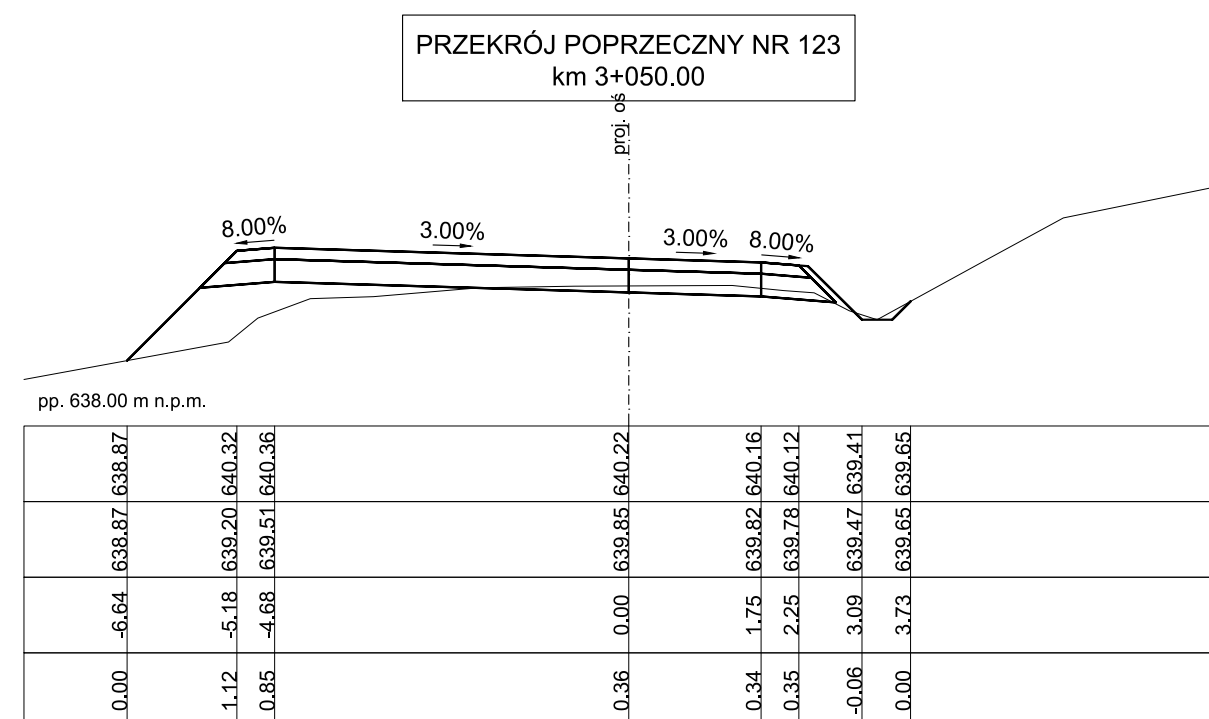 PRZEKRÓJ POPRZECZNY NR 123
km 3+050.00
proj. oś
8.00%
3.00%
3.00%
8.00%
pp. 638.00 m n.p.m.
638.87 640.32 640.36 640.22 640.16 640.12 639.41 639.65
638.87 639.20 639.51 639.85 639.82 639.78 639.47 639.65
-6.64 -5.18 -4.68 0.00 1.75 2.25 3.09 3.73
0.00 1.12 0.85 0.36 0.34 0.35 -0.06 0.00